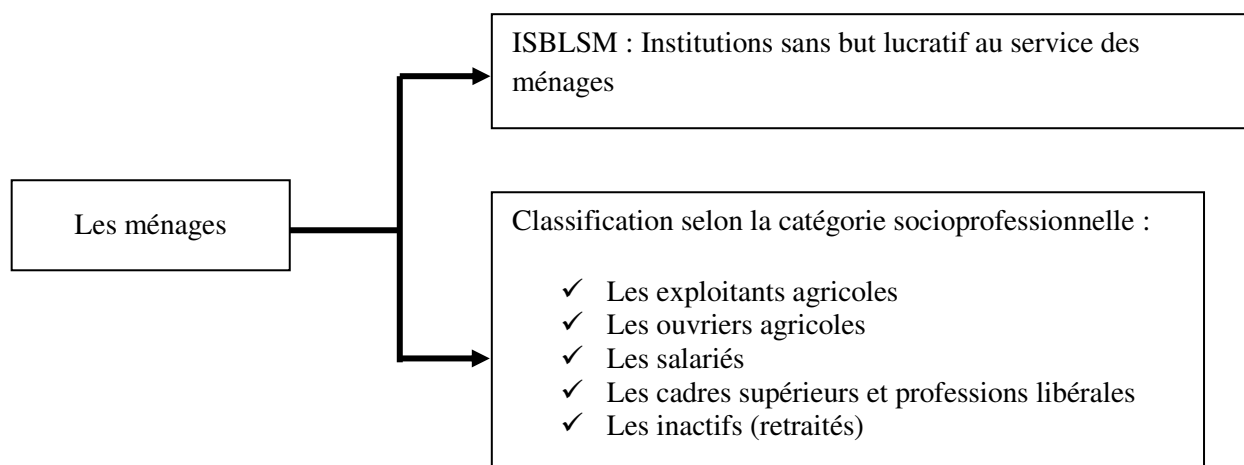 ISBLSM : Institutions sans but lucratif au service des
ménages
Les ménages
Classification selon la catégorie socioprofessionnelle :
✓ Les exploitants agricoles
✓ Les ouvriers agricoles
✓ Les salariés
✓ Les cadres supérieurs et professions libérales
✓ Les inactifs (retraités)